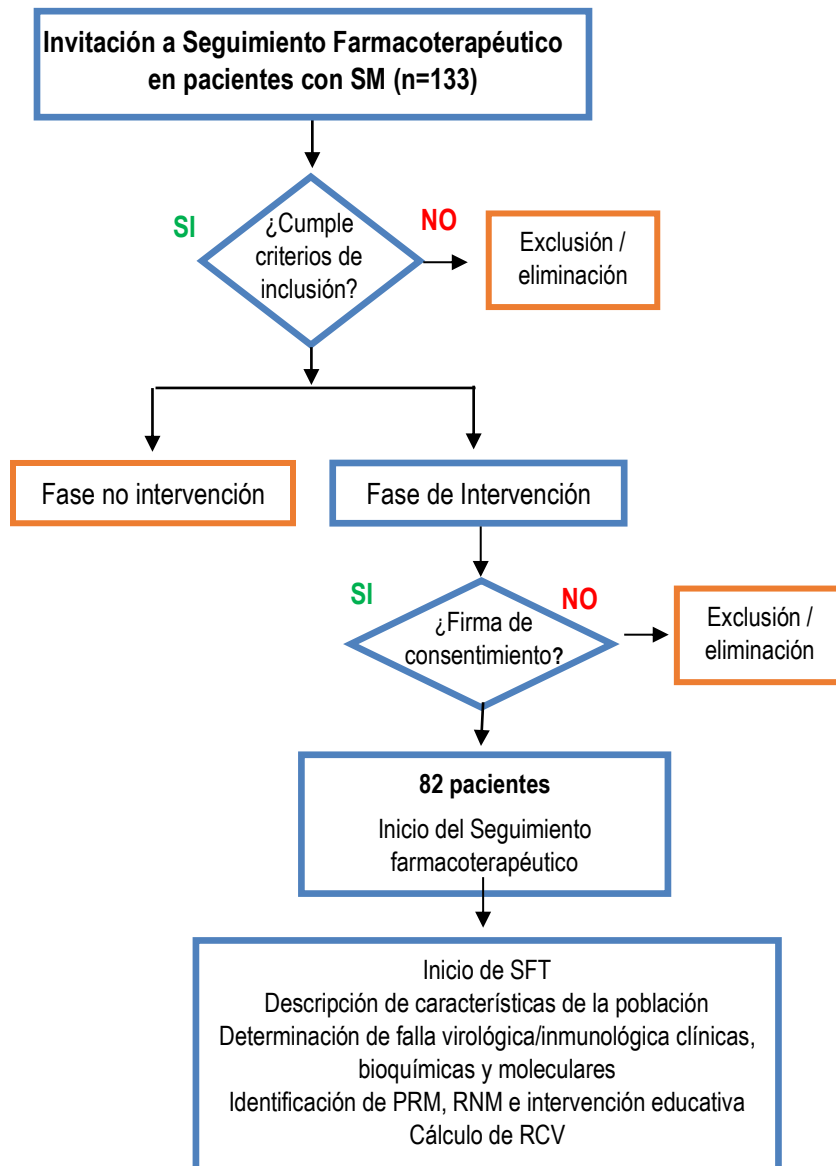 Invitación a Seguimiento Farmacoterapéutico
en pacientes con SM (n=133)
SI
NO
¿Cumple
criterios de
inclusión?
Exclusión /
eliminación
Fase no intervención
Fase de Intervención
SI
NO
¿Firma de
consentimiento?
Exclusión /
eliminación
82 pacientes
Inicio del Seguimiento
farmacoterapéutico
Inicio de SFT
Descripción de características de la población
Determinación de falla virológica/inmunológica clínicas,
bioquímicas y moleculares
Identificación de PRM, RNM e intervención educativa
Cálculo de RCV